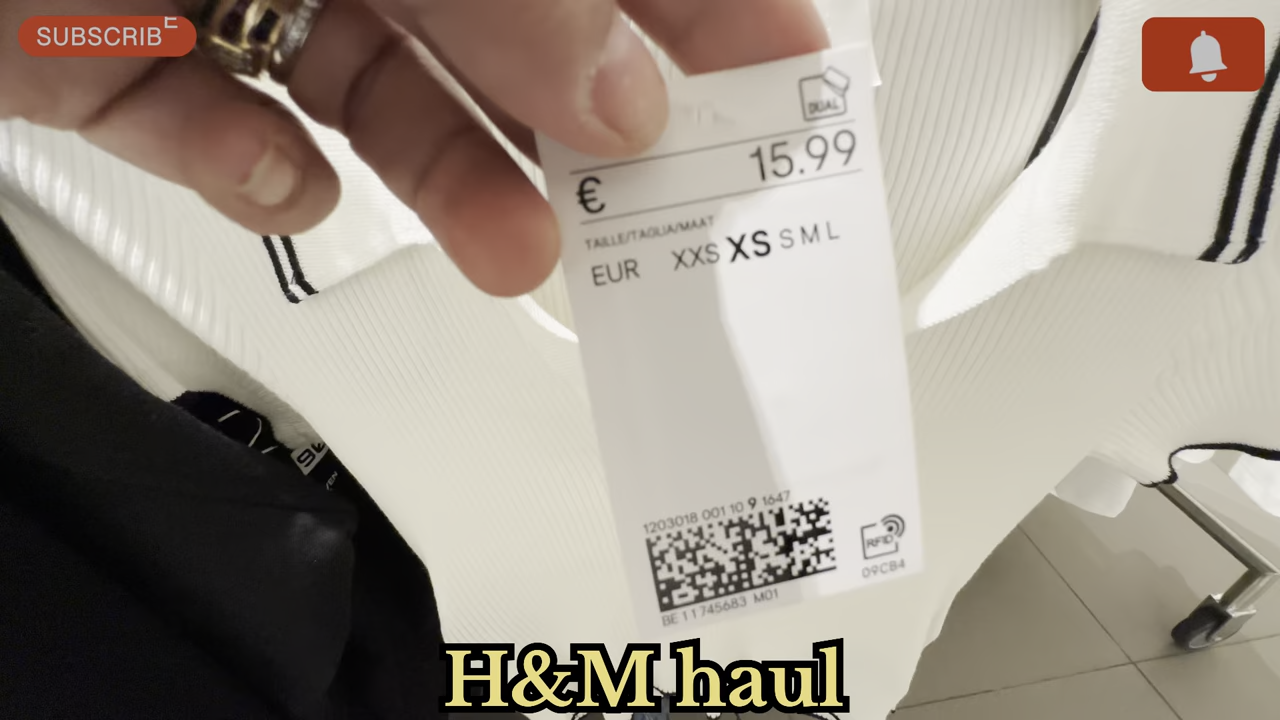 SUBSCRIBE
DUAL
€ 15.99
TAILLE/TAGLIA/MAAT
EUR XXS XS S M L
1203018 001 10 9 1647
RFID
09CB4
BE 11745683 M01
H&M haul